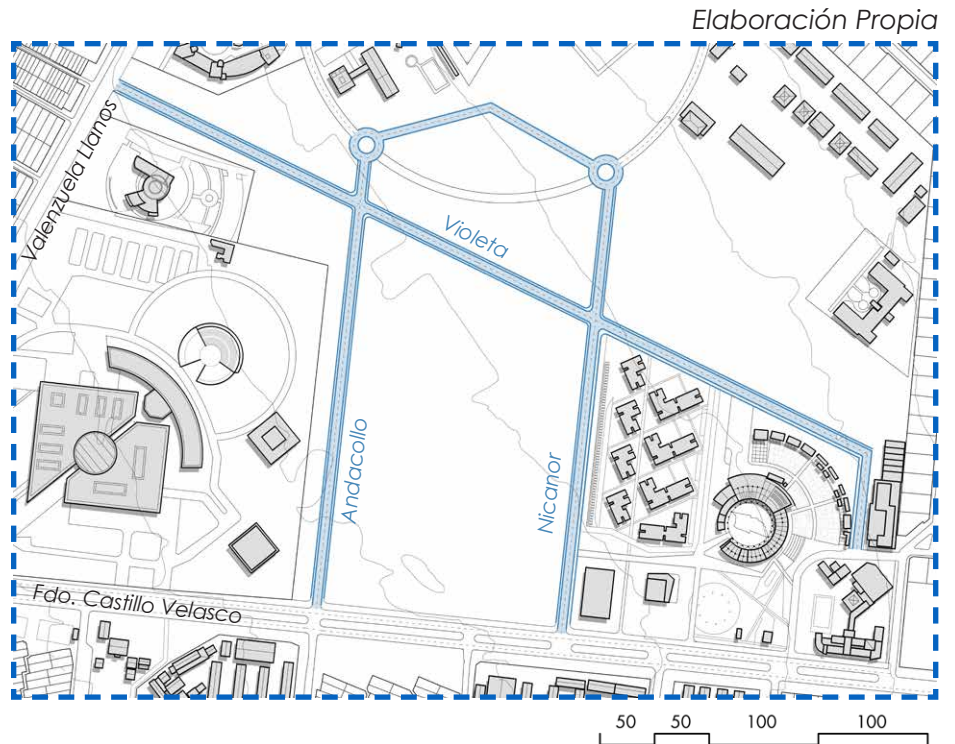 Elaboración Propia
Valenzuela Llanos
Violeta
Andacollo
Nicanor
Fdo. Castillo Velasco
50 50 100 100